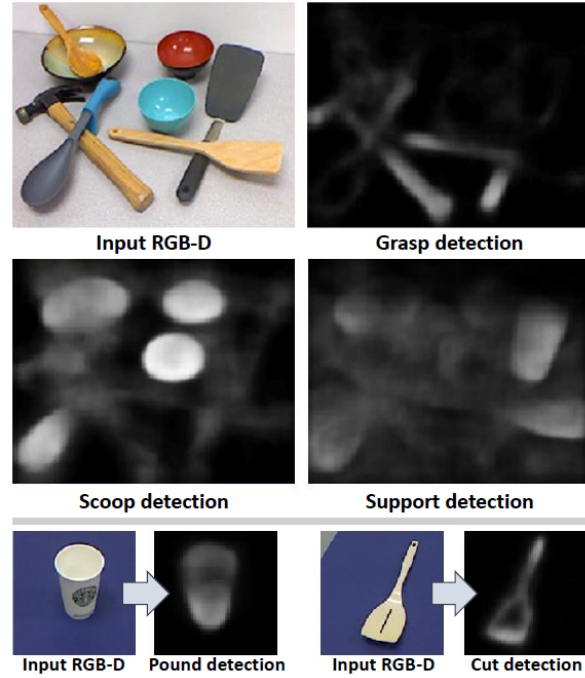 Input RGB-D
Grasp detection
Scoop detection
Support detection
Input RGB-D
Pound detection
Input RGB-D
Cut detection